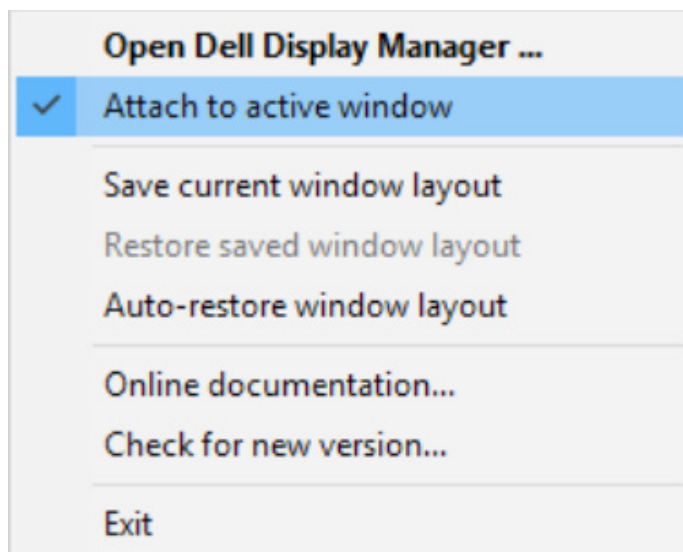 Open Dell Display Manager ...
Attach to active window
Save current window layout
Restore saved window layout
Auto-restore window layout
Online documentation...
Check for new version...
Exit